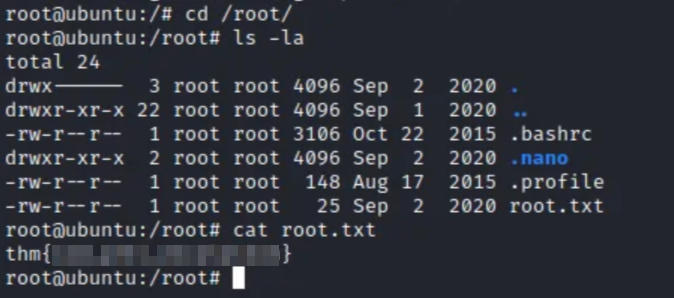 root@ubuntu:/# cd /root/
root@ubuntu:/root# ls -la
total 24
drwx------  3 root root 4096 Sep  2  2020 .
drwxr-xr-x 22 root root 4096 Sep  1  2020 ..
-rw-r--r--  1 root root 3106 Oct 22  2015 .bashrc
drwxr-xr-x  2 root root 4096 Sep  2  2020 .nano
-rw-r--r--  1 root root  148 Aug 17  2015 .profile
-rw-r--r--  1 root root   25 Sep  2  2020 root.txt
root@ubuntu:/root# cat root.txt
thm{}
root@ubuntu:/root#